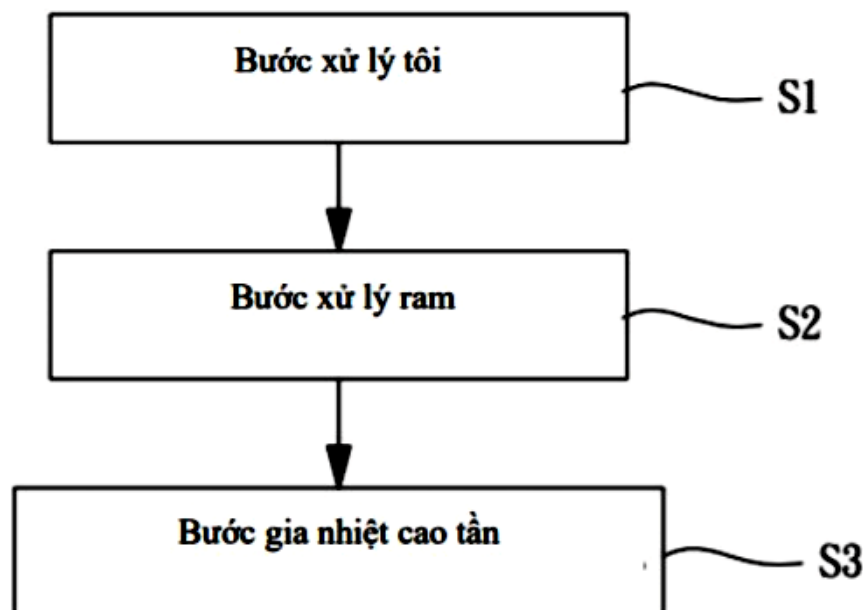 Bước xử lý tôi
S1
Bước xử lý ram
S2
Bước gia nhiệt cao tần
S3